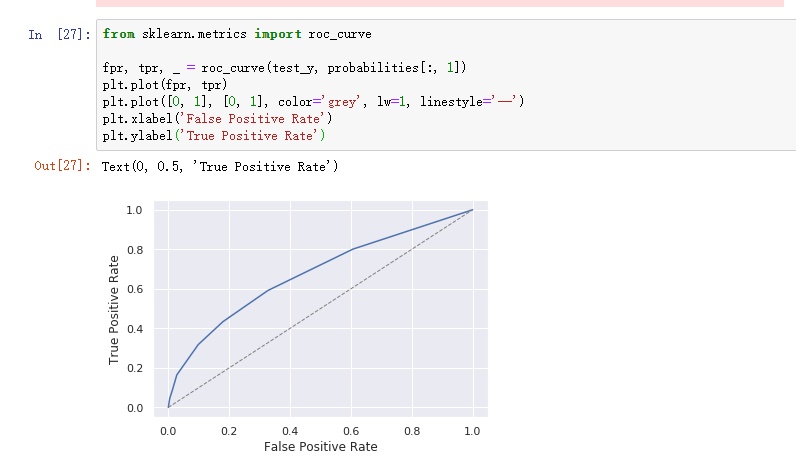 In [27]: from sklearn.metrics import roc_curve
fpr, tpr, _ = roc_curve(test_y, probabilities[:, 1])
plt.plot(fpr, tpr)
plt.plot([0, 1], [0, 1], color='grey', lw=1, linestyle='--')
plt.xlabel('False Positive Rate')
plt.ylabel('True Positive Rate')
Out[27]: Text(0, 0.5, 'True Positive Rate')
1.0
0.8
0.6
0.4
0.2
0.0
True Positive Rate
0.0 0.2 0.4 0.6 0.8 1.0
False Positive Rate